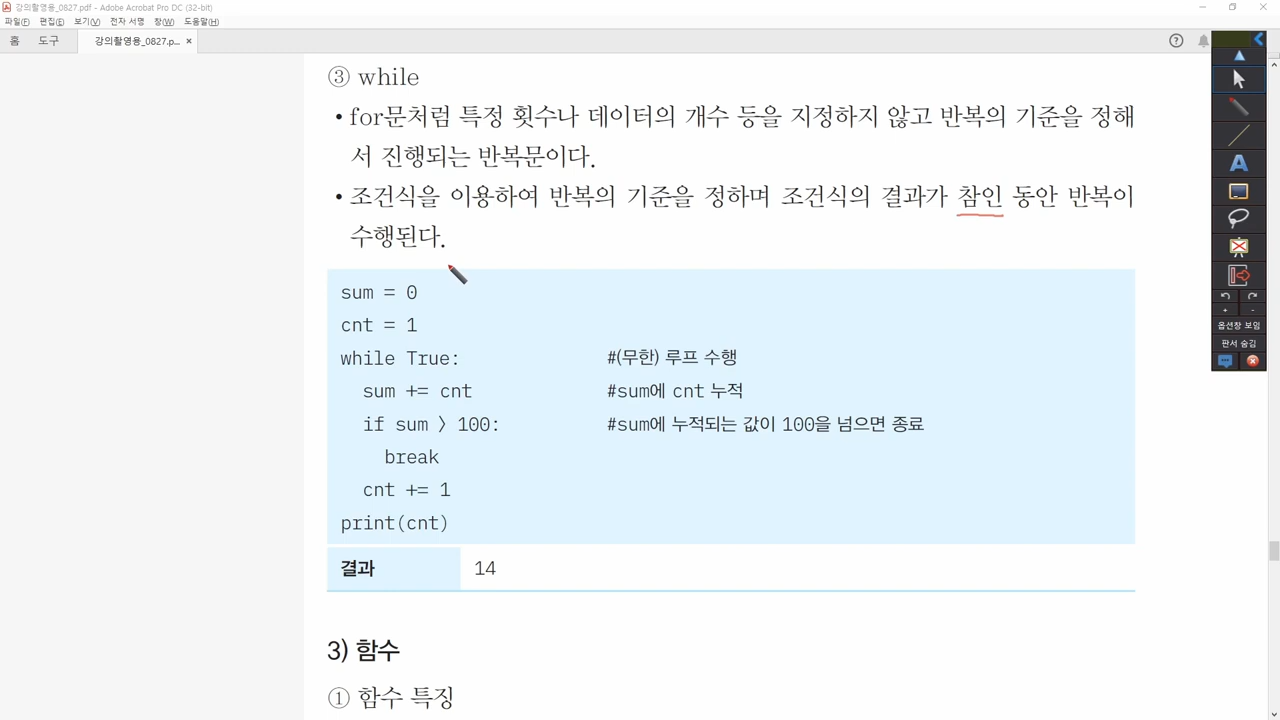 강의촬영용_0827.pdf - Adobe Acrobat Pro DC (32-bit)
파일(F) 편집(E) 보기(V) 전자 서명 창(W) 도움말(H)
홈 도구 강의촬영용_0827.p... ×
③ while
• for문처럼 특정 횟수나 데이터의 개수 등을 지정하지 않고 반복의 기준을 정해
서 진행되는 반복문이다.
• 조건식을 이용하여 반복의 기준을 정하며 조건식의 결과가 참인 동안 반복이
수행된다.
sum = 0
cnt = 1
while True: #(무한) 루프 수행
sum += cnt #sum에 cnt 누적
if sum > 100: #sum에 누적되는 값이 100을 넘으면 종료
break
cnt += 1
print(cnt)
결과 14
3) 함수
① 함수 특징
A
+ -
옵션창 보임
판서 숨김